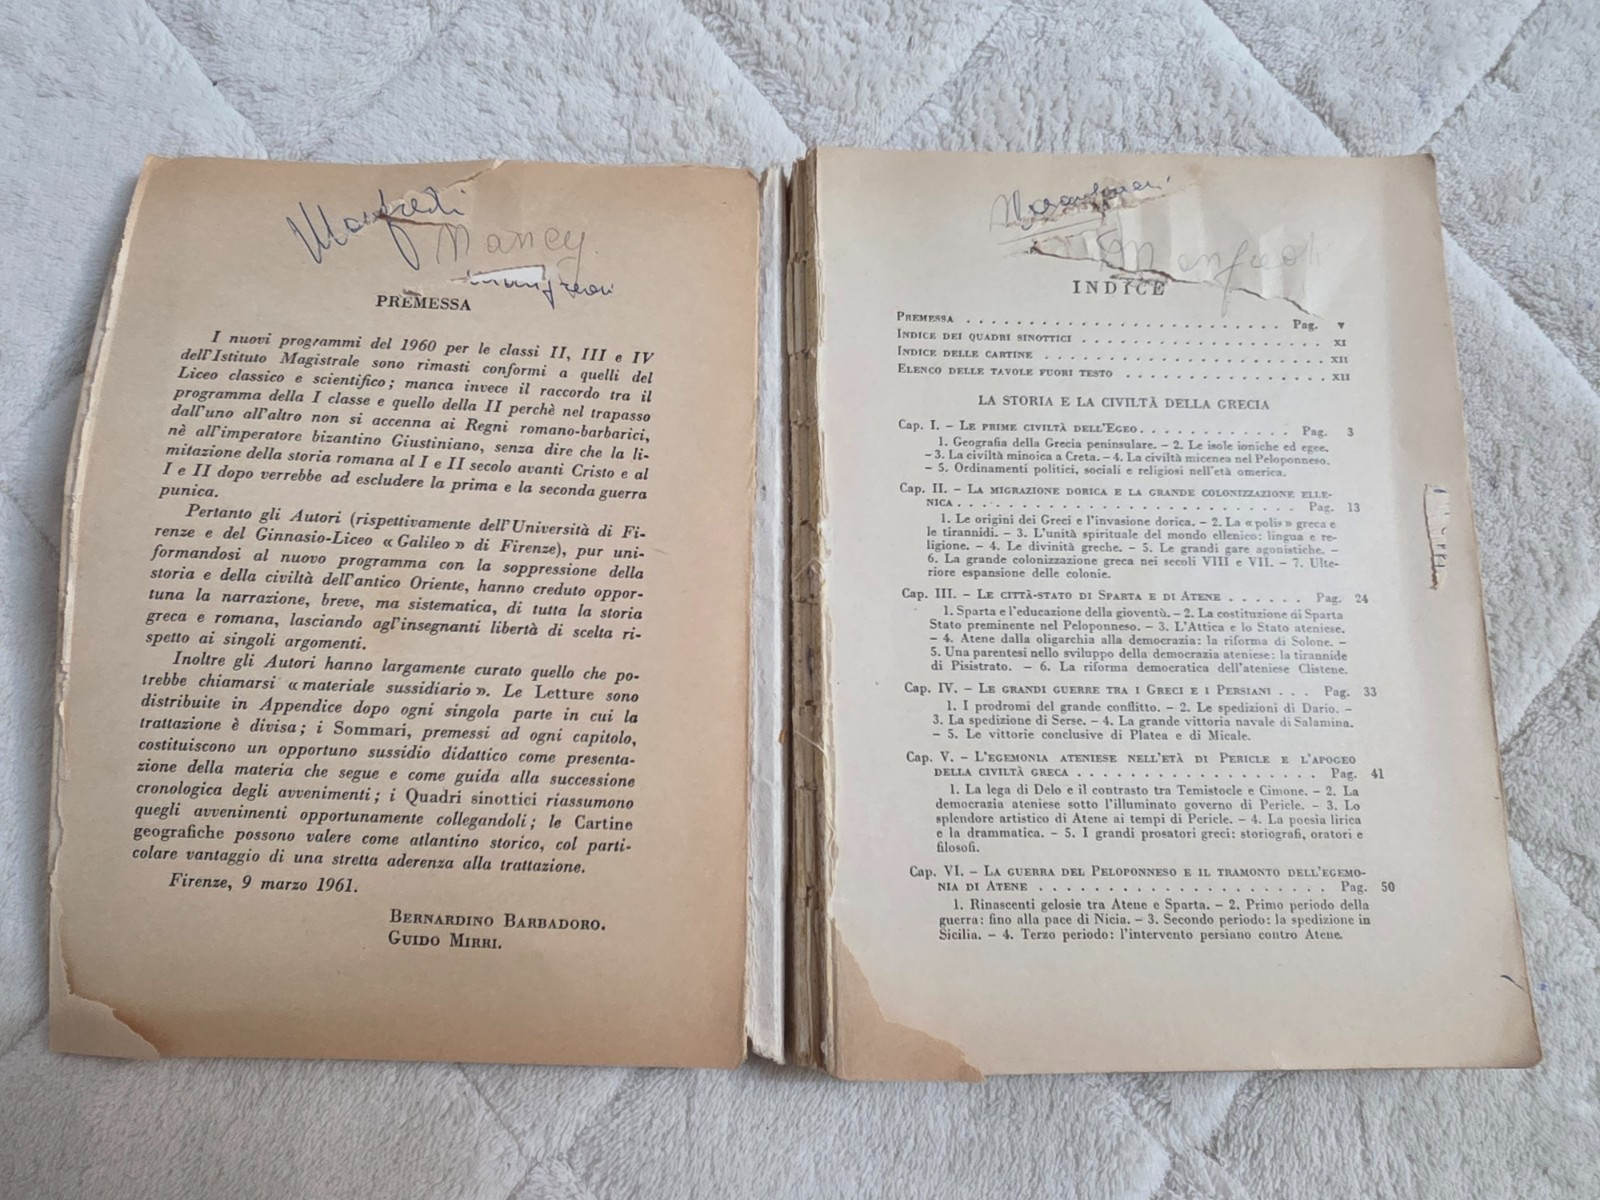 Manfredi
Nancy
PREMESSA
I nuovi programmi del 1960 per le classi II, III e IV
dell'Istituto Magistrale sono rimasti conformi a quelli del
Liceo classico e scientifico; manca invece il raccordo tra il
programma della I classe e quello della II perchè nel trapasso
dall'uno all'altro non si accenna ai Regni romano-barbarici,
nè all'imperatore bizantino Giustiniano, senza dire che la li-
mitazione della storia romana al I e II secolo avanti Cristo e al
I e II dopo verrebbe ad escludere la prima e la seconda guerra
punica.
Pertanto gli Autori (rispettivamente dell'Università di Fi-
renze e del Ginnasio-Liceo « Galileo » di Firenze), pur uni-
formandosi al nuovo programma con la soppressione della
storia e della civiltà dell'antico Oriente, hanno creduto oppor-
tuna la narrazione, breve, ma sistematica, di tutta la storia
greca e romana, lasciando agl'insegnanti libertà di scelta ri-
spetto ai singoli argomenti.
Inoltre gli Autori hanno largamente curato quello che po-
trebbe chiamarsi « materiale sussidiario ». Le Letture sono
distribuite in Appendice dopo ogni singola parte in cui la
trattazione è divisa; i Sommari, premessi ad ogni capitolo,
costituiscono un opportuno sussidio didattico come presenta-
zione della materia che segue e come guida alla successione
cronologica degli avvenimenti; i Quadri sinottici riassumono
quegli avvenimenti opportunamente collegandoli; le Cartine
geografiche possono valere come atlantino storico, col parti-
colare vantaggio di una stretta aderenza alla trattazione.
Firenze, 9 marzo 1961.
BERNARDINO BARBADORO.
GUIDO MIRRI.
Manfredi
INDICE
PREMESSA . . . . . . . . . . . . . . . . . . . . . . . . . Pag. V
INDICE DEI QUADRI SINOTTICI . . . . . . . . . . . . . . . . . . XI
INDICE DELLE CARTINE . . . . . . . . . . . . . . . . . . . . XII
ELENCO DELLE TAVOLE FUORI TESTO . . . . . . . . . . . . . . . . XII
LA STORIA E LA CIVILTÀ DELLA GRECIA
Cap. I. – LE PRIME CIVILTÀ DELL'EGEO . . . . . . . . . . . . Pag. 3
1. Geografia della Grecia peninsulare. – 2. Le isole ioniche ed egee.
– 3. La civiltà minoica a Creta. – 4. La civiltà micenea nel Peloponneso.
– 5. Ordinamenti politici, sociali e religiosi nell'età omerica.
Cap. II. – LA MIGRAZIONE DORICA E LA GRANDE COLONIZZAZIONE ELLE-
NICA . . . . . . . . . . . . . . . . . . . . . . . . . . . Pag. 13
1. Le origini dei Greci e l'invasione dorica. – 2. La « polis » greca e
le tirannidi. – 3. L'unità spirituale del mondo ellenico: lingua e re-
ligione. – 4. Le divinità greche. – 5. Le grandi gare agonistiche. –
6. La grande colonizzazione greca nei secoli VIII e VII. – 7. Ulte-
riore espansione delle colonie.
Cap. III. – LE CITTÀ-STATO DI SPARTA E DI ATENE . . . . . . Pag. 24
1. Sparta e l'educazione della gioventù. – 2. La costituzione di Sparta
Stato preminente nel Peloponneso. – 3. L'Attica e lo Stato ateniese.
– 4. Atene dalla oligarchia alla democrazia: la riforma di Solone. –
5. Una parentesi nello sviluppo della democrazia ateniese: la tirannide
di Pisistrato. – 6. La riforma democratica dell'ateniese Clistene.
Cap. IV. – LE GRANDI GUERRE TRA I GRECI E I PERSIANI . . . Pag. 33
1. I prodromi del grande conflitto. – 2. Le spedizioni di Dario. –
3. La spedizione di Serse. – 4. La grande vittoria navale di Salamina.
– 5. Le vittorie conclusive di Platea e di Micale.
Cap. V. – L'EGEMONIA ATENIESE NELL'ETÀ DI PERICLE E L'APOGEO
DELLA CIVILTÀ GRECA . . . . . . . . . . . . . . . . . . . Pag. 41
1. La lega di Delo e il contrasto tra Temistocle e Cimone. – 2. La
democrazia ateniese sotto l'illuminato governo di Pericle. – 3. Lo
splendore artistico di Atene ai tempi di Pericle. – 4. La poesia lirica
e la drammatica. – 5. I grandi prosatori greci: storiografi, oratori e
filosofi.
Cap. VI. – LA GUERRA DEL PELOPONNESO E IL TRAMONTO DELL'EGEMO-
NIA DI ATENE . . . . . . . . . . . . . . . . . . . . . . Pag. 50
1. Rinascenti gelosie tra Atene e Sparta. – 2. Primo periodo della
guerra: fino alla pace di Nicia. – 3. Secondo periodo: la spedizione in
Sicilia. – 4. Terzo periodo: l'intervento persiano contro Atene.